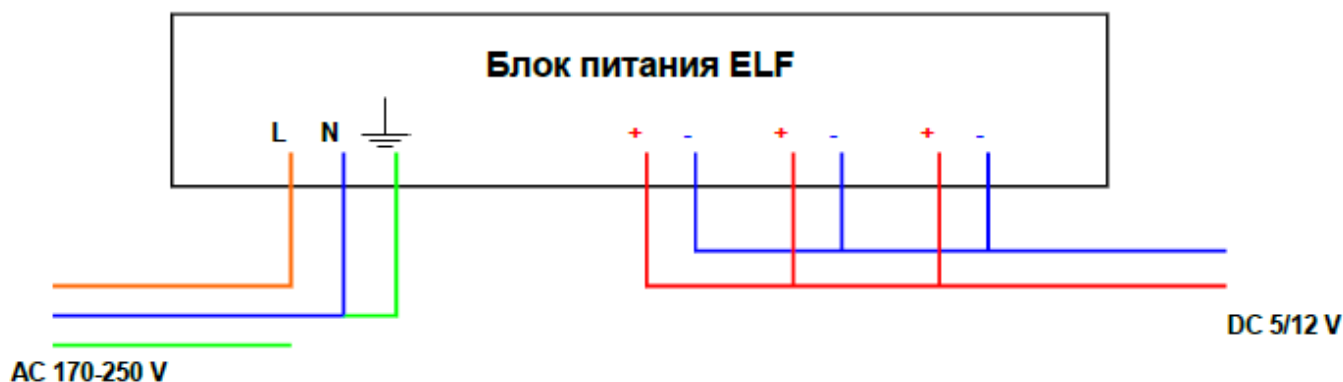 Блок питания ELF
L N + - + - + -
DC 5/12 V
AC 170-250 V